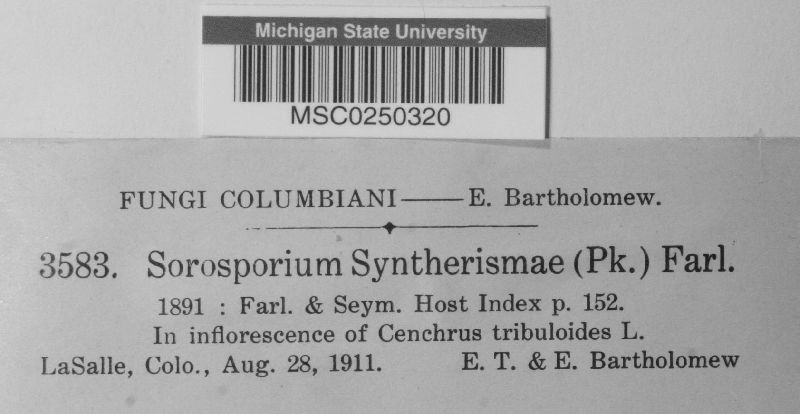 Michigan State University
MSC0250320
FUNGI COLUMBIANI—E. Bartholomew.
3583. Sorosporium Syntherismae (Pk.) Farl.
1891 : Farl. & Seym. Host Index p. 152.
In inflorescence of Cenchrus tribuloides L.
LaSalle, Colo., Aug. 28, 1911. E. T. & E. Bartholomew